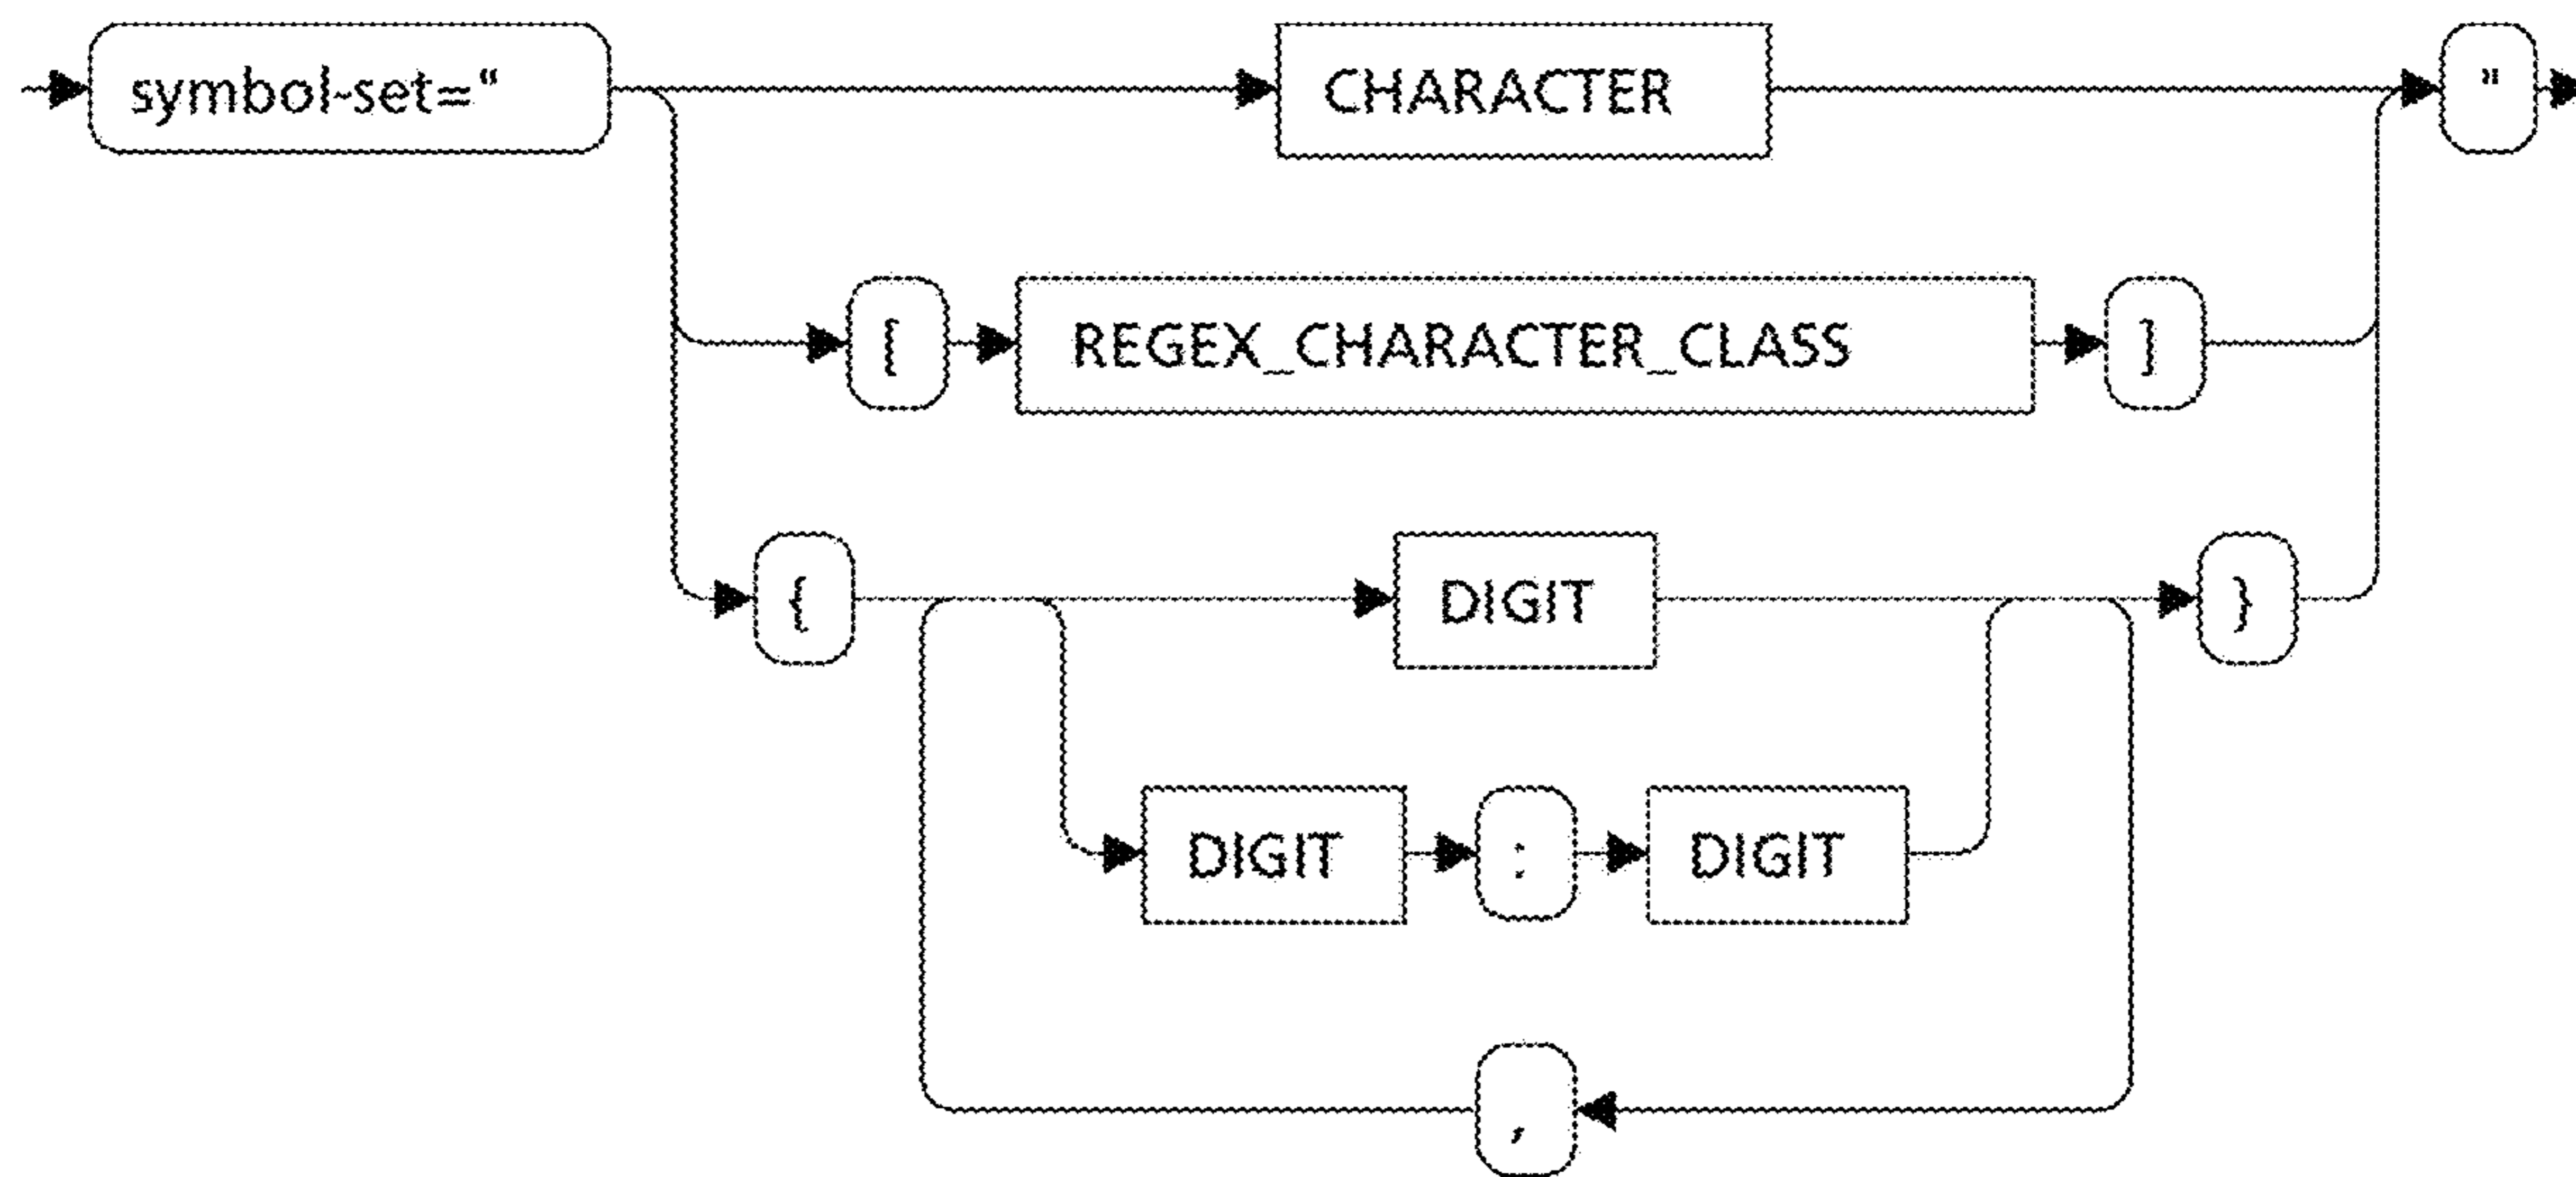 symbol-set=“ CHARACTER "
[ REGEX_CHARACTER_CLASS ]
{ DIGIT }
DIGIT : DIGIT
,